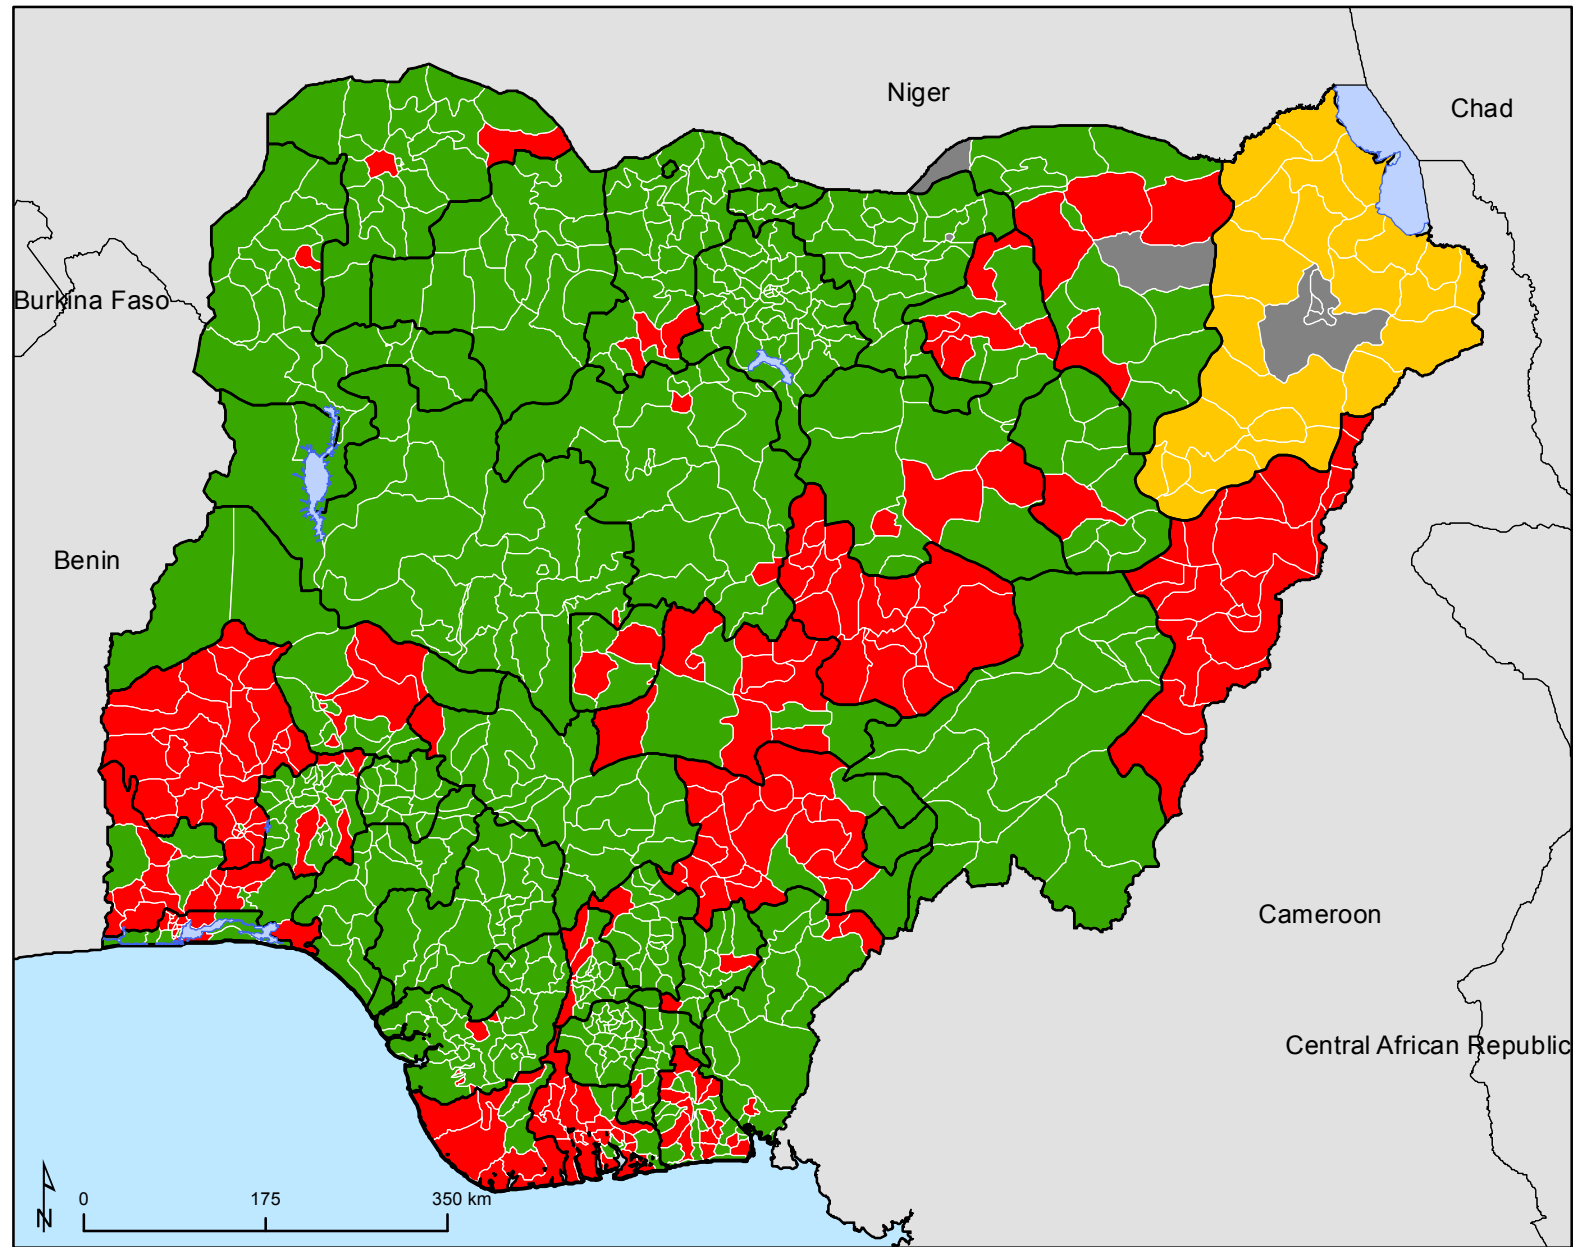 Niger
Chad
Burkina Faso
Benin
Cameroon
Central African Republic
N
0 175 350 km